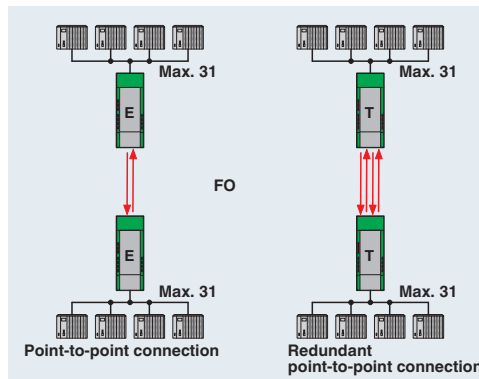 Max. 31
Max. 31
E
T
FO
E
T
Max. 31
Max. 31
Point-to-point connection
Redundant
point-to-point connection